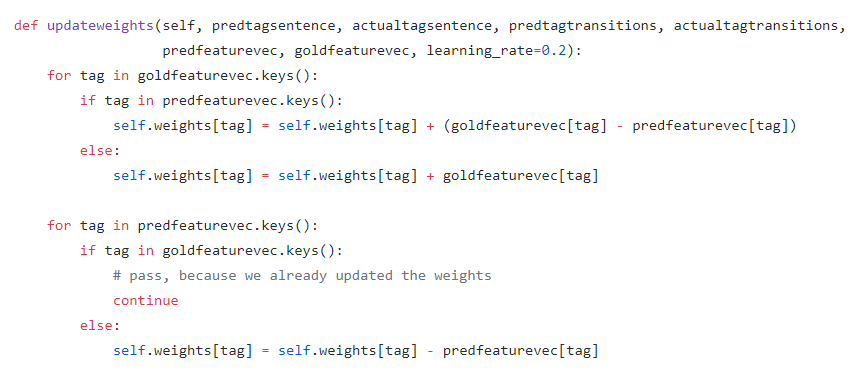 def updateweights(self, predtagsentence, actualtagsentence, predtagtransitions, actualtagtransitions,
                  predfeaturevec, goldfeaturevec, learning_rate=0.2):
    for tag in goldfeaturevec.keys():
        if tag in predfeaturevec.keys():
            self.weights[tag] = self.weights[tag] + (goldfeaturevec[tag] - predfeaturevec[tag])
        else:
            self.weights[tag] = self.weights[tag] + goldfeaturevec[tag]

    for tag in predfeaturevec.keys():
        if tag in goldfeaturevec.keys():
            # pass, because we already updated the weights
            continue
        else:
            self.weights[tag] = self.weights[tag] - predfeaturevec[tag]